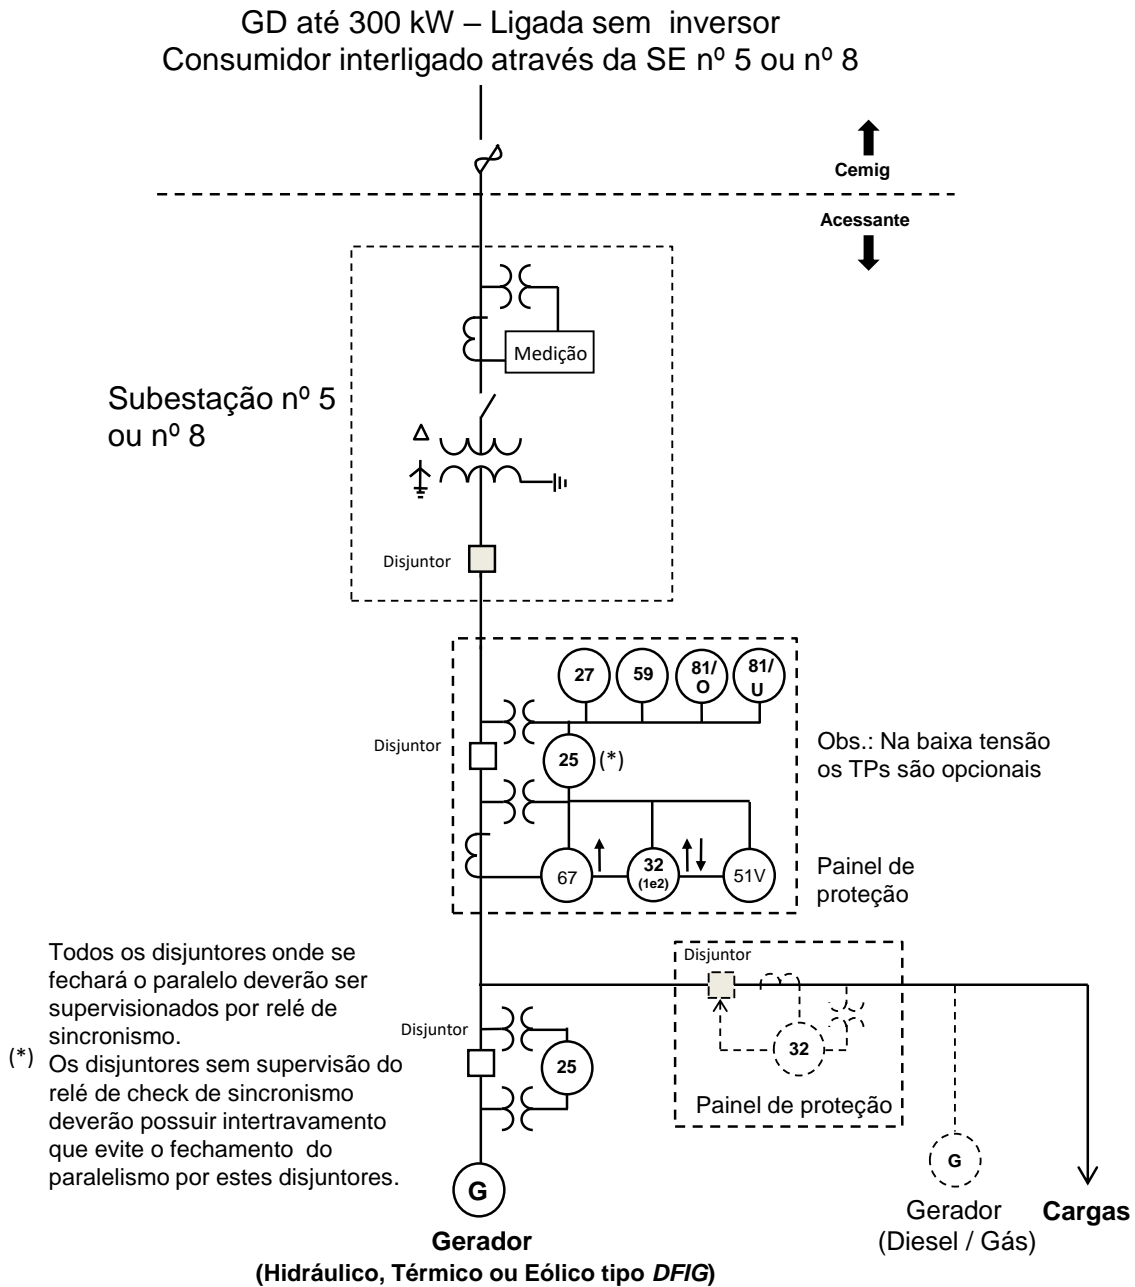 GD até 300 kW – Ligada sem inversor
Consumidor interligado através da SE nº 5 ou nº 8
Cemig
Acessante
Medição
Subestação nº 5
ou nº 8
Δ
Disjuntor
27
59
81/
O
81/
U
Disjuntor
25
(*)
Obs.: Na baixa tensão
os TPs são opcionais
67
32
(1e2)
51V
Painel de
proteção
Todos os disjuntores onde se
fechará o paralelo deverão ser
supervisionados por relé de
sincronismo.
(*) Os disjuntores sem supervisão do
relé de check de sincronismo
deverão possuir intertravamento
que evite o fechamento do
paralelismo por estes disjuntores.
Disjuntor
32
Painel de proteção
Disjuntor
25
G
Gerador
(Hidráulico, Térmico ou Eólico tipo DFIG)
G
Gerador
(Diesel / Gás)
Cargas